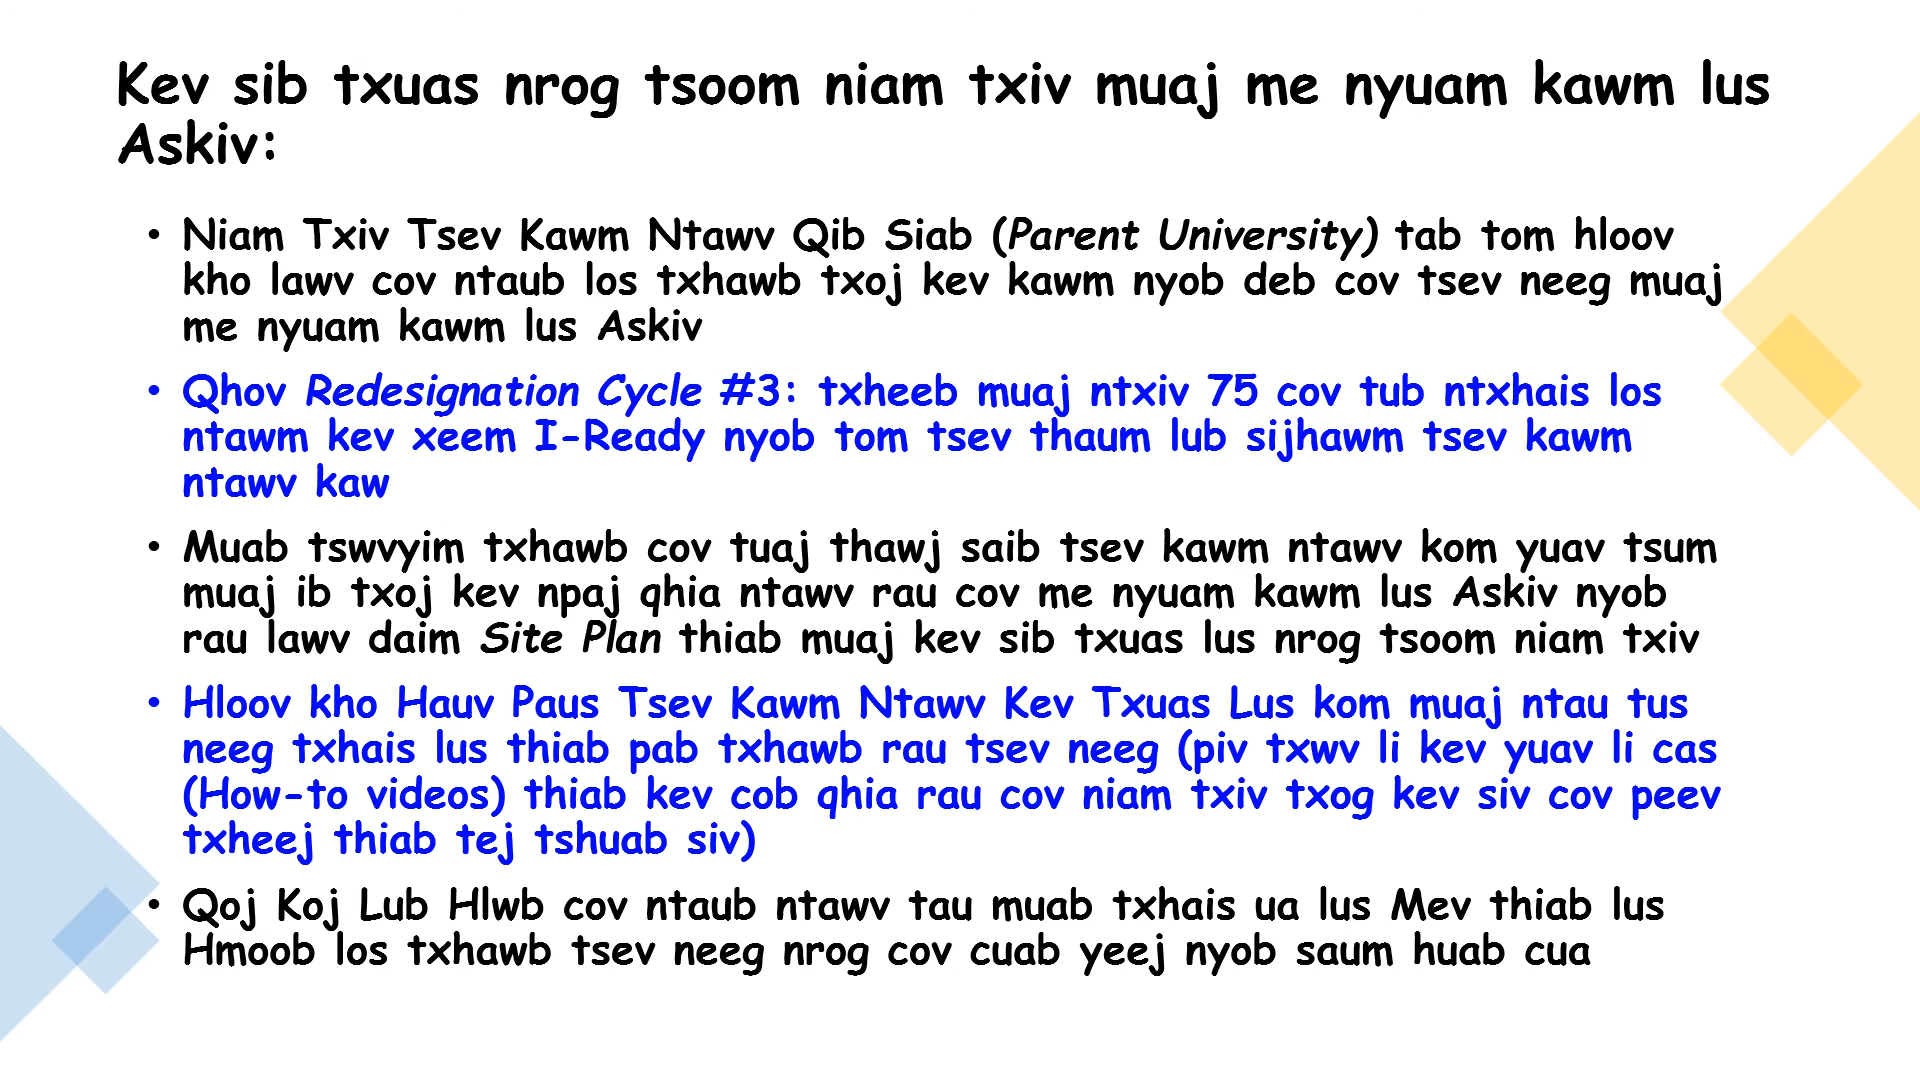 Kev sib txuas nrog tsoom niam txiv muaj me nyuam kawm lus
Askiv:
• Niam Txiv Tsev Kawm Ntawv Qib Siab (Parent University) tab tom hloov
kho lawv cov ntaub los txhawb txoj kev kawm nyob deb cov tsev neeg muaj
me nyuam kawm lus Askiv
• Qhov Redesignation Cycle #3: txheeb muaj ntxiv 75 cov tub ntxhais los
ntawm kev xeem I-Ready nyob tom tsev thaum lub sijhawm tsev kawm
ntawv kaw
• Muab tswvyim txhawb cov tuaj thawj saib tsev kawm ntawv kom yuav tsum
muaj ib txoj kev npaj qhia ntawv rau cov me nyuam kawm lus Askiv nyob
rau lawv daim Site Plan thiab muaj kev sib txuas lus nrog tsoom niam txiv
• Hloov kho Hauv Paus Tsev Kawm Ntawv Kev Txuas Lus kom muaj ntau tus
neeg txhais lus thiab pab txhawb rau tsev neeg (piv txwv li kev yuav li cas
(How-to videos) thiab kev cob qhia rau cov niam txiv txog kev siv cov peev
txheej thiab tej tshuab siv)
• Qoj Koj Lub Hlwb cov ntaub ntawv tau muab txhais ua lus Mev thiab lus
Hmoob los txhawb tsev neeg nrog cov cuab yeej nyob saum huab cua